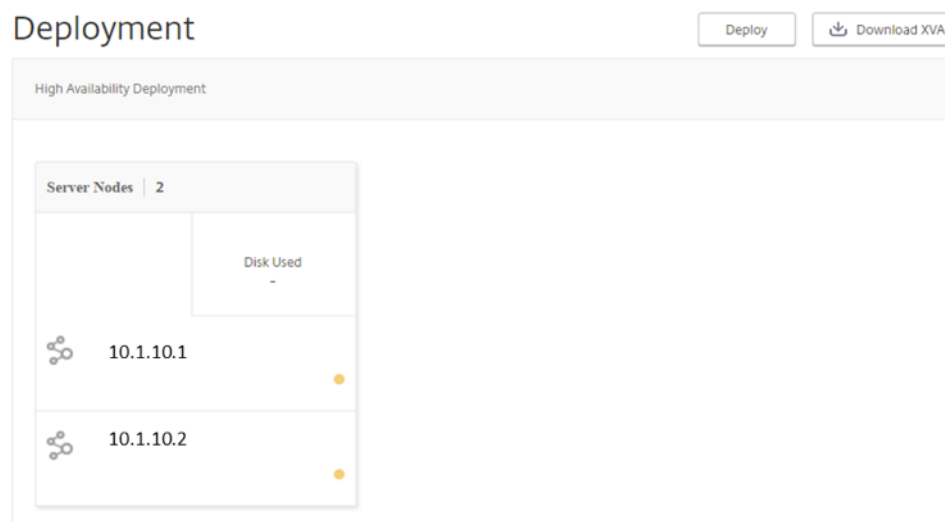 Deployment
Deploy
Download XVA
High Availability Deployment
Server Nodes 2
Disk Used
-
10.1.10.1
10.1.10.2